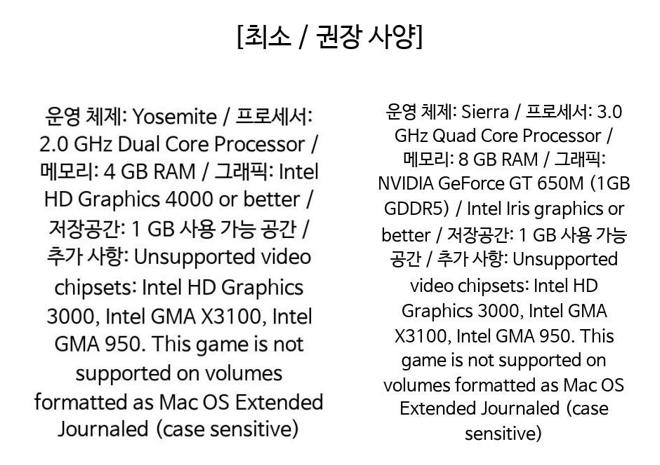 [최소 / 권장 사양]
운영 체제: Yosemite / 프로세서:
2.0 GHz Dual Core Processor /
메모리: 4 GB RAM / 그래픽: Intel
HD Graphics 4000 or better /
저장공간: 1 GB 사용 가능 공간 /
추가 사항: Unsupported video
chipsets: Intel HD Graphics
3000, Intel GMA X3100, Intel
GMA 950. This game is not
supported on volumes
formatted as Mac OS Extended
Journaled (case sensitive)
운영 체제: Sierra / 프로세서: 3.0
GHz Quad Core Processor /
메모리: 8 GB RAM / 그래픽:
NVIDIA GeForce GT 650M (1GB
GDDR5) / Intel Iris graphics or
better / 저장공간: 1 GB 사용 가능
공간 / 추가 사항: Unsupported
video chipsets: Intel HD
Graphics 3000, Intel GMA
X3100, Intel GMA 950. This
game is not supported on
volumes formatted as Mac OS
Extended Journaled (case
sensitive)